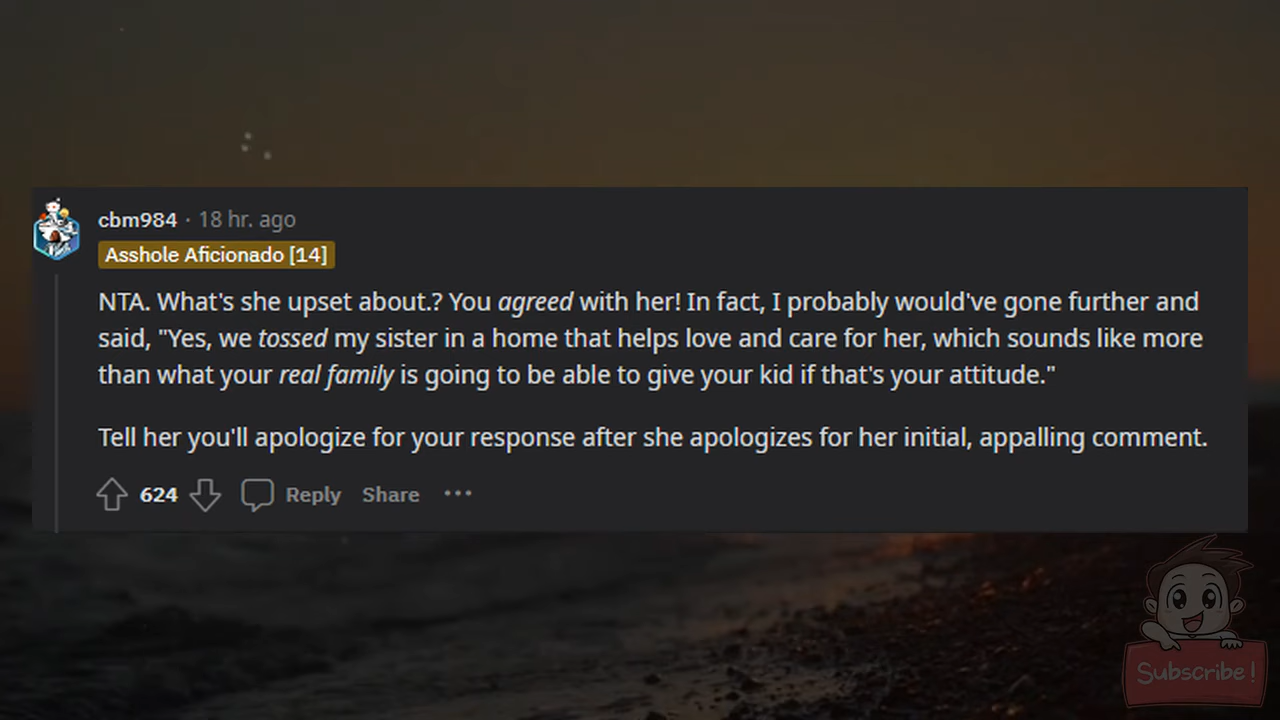 cbm984 · 18 hr. ago
Asshole Aficionado [14]
NTA. What's she upset about.? You agreed with her! In fact, I probably would've gone further and
said, "Yes, we tossed my sister in a home that helps love and care for her, which sounds like more
than what your real family is going to be able to give your kid if that's your attitude."
Tell her you'll apologize for your response after she apologizes for her initial, appalling comment.
624 Reply Share ···
Subscribe!